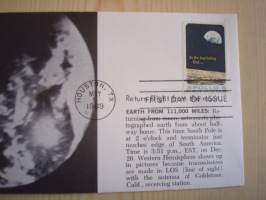 In the beginning
God...
HOUSTON, TX
MAY
1969
FIRST DAY OF ISSUE
EARTH FROM 111,000 MILES: Re-
turning from moon, astronauts pho-
tographed earth from about half-
way home. This time South Pole is
at 2 o'clock and terminator just
reaches edge of South America.
Time is 3:31 p.m., EST, on Dec.
26. Western Hemisphere shows up
in pictures because transmissions
are made in LOS (line of sight)
with the antenna of Goldstone,
Calif., receiving station.